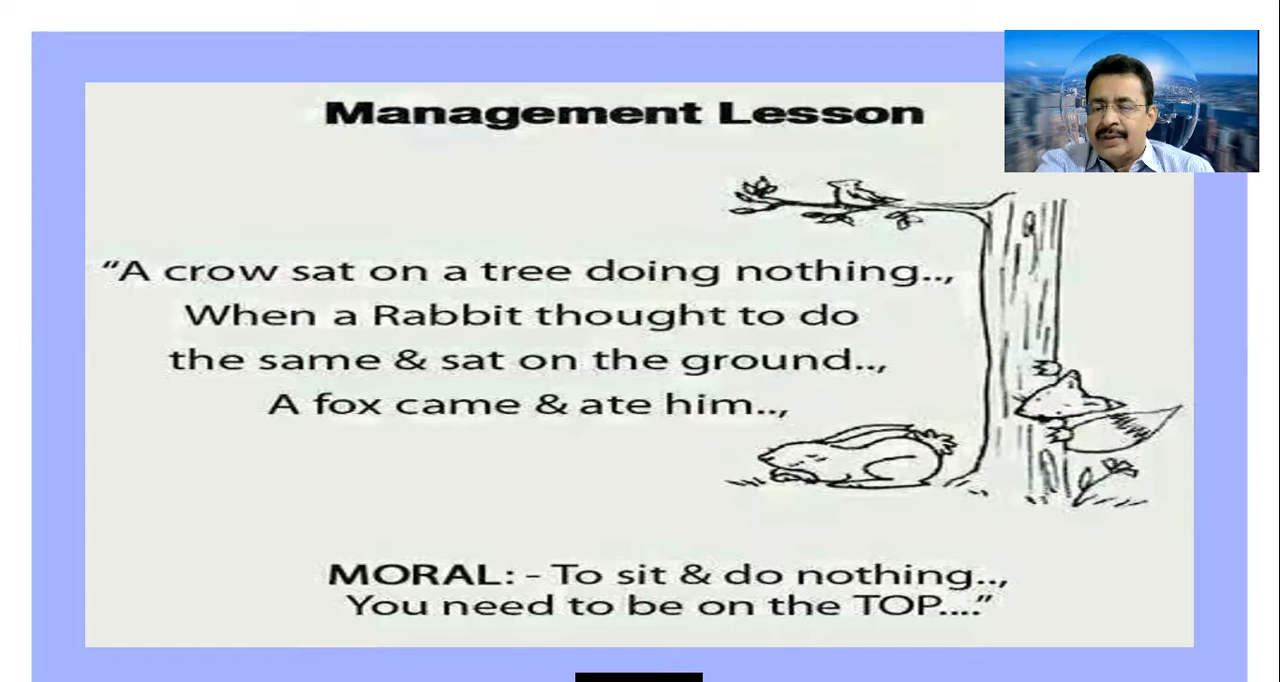 Management Lesson
“A crow sat on a tree doing nothing..,
When a Rabbit thought to do
the same & sat on the ground..,
A fox came & ate him..,
MORAL: - To sit & do nothing..,
You need to be on the TOP....”